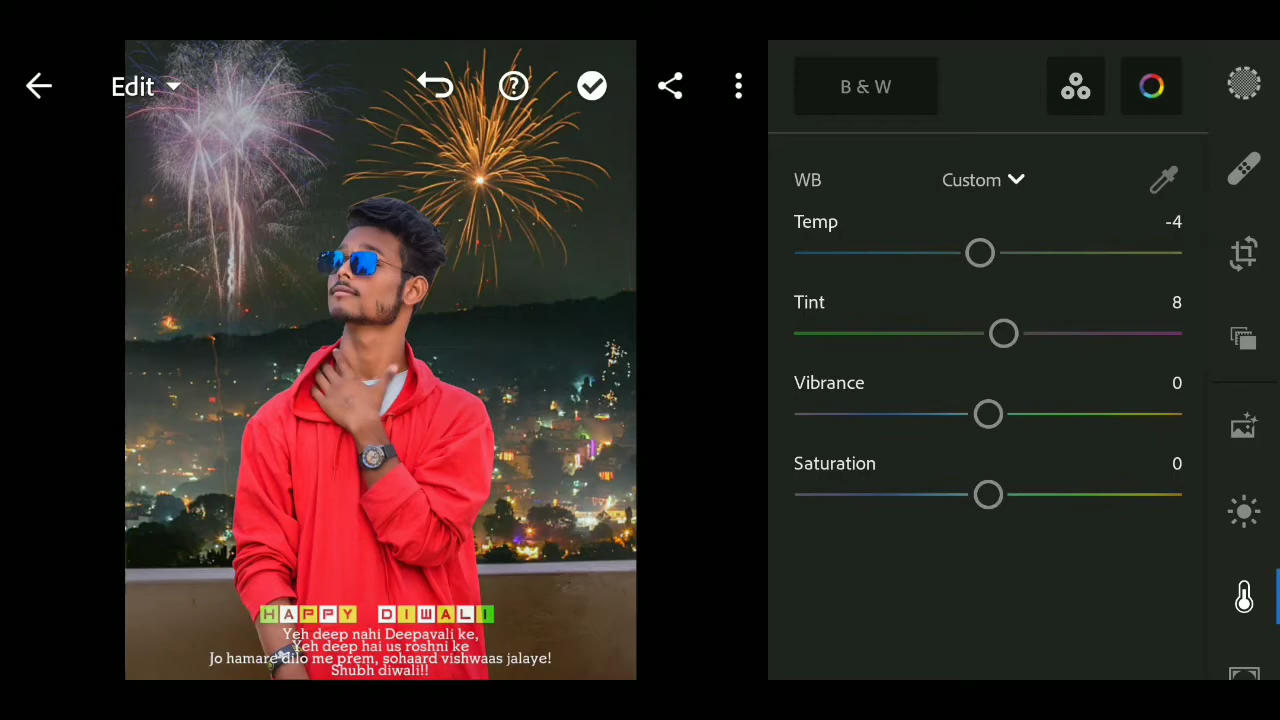 Edit
B & W
WB
Custom
Temp
-4
Tint
8
Vibrance
0
Saturation
0
HAPPY DIWALI
Yeh deep nahi Deepavali ke,
Yeh deep hai us roshni ke
Jo hamare dilo me prem, sohaard vishwaas jalaye!
Shubh diwali!!